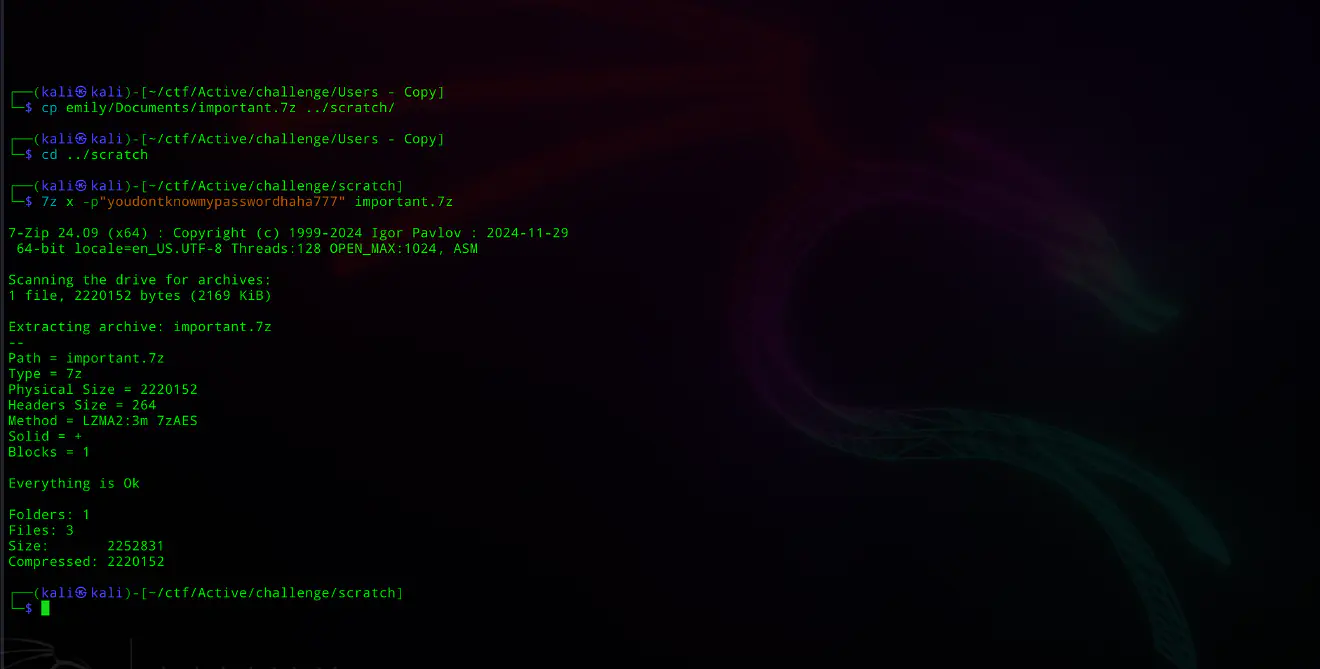 ┌──(kali㉿kali)-[~/ctf/Active/challenge/Users - Copy]
└─$ cp emily/Documents/important.7z ../scratch/
┌──(kali㉿kali)-[~/ctf/Active/challenge/Users - Copy]
└─$ cd ../scratch
┌──(kali㉿kali)-[~/ctf/Active/challenge/scratch]
└─$ 7z x -p"youdontknowmypasswordhaha777" important.7z
7-Zip 24.09 (x64) : Copyright (c) 1999-2024 Igor Pavlov : 2024-11-29
64-bit locale=en_US.UTF-8 Threads:128 OPEN_MAX:1024, ASM
Scanning the drive for archives:
1 file, 2220152 bytes (2169 KiB)
Extracting archive: important.7z
--
Path = important.7z
Type = 7z
Physical Size = 2220152
Headers Size = 264
Method = LZMA2:3m 7zAES
Solid = +
Blocks = 1
Everything is Ok
Folders: 1
Files: 3
Size:       2252831
Compressed: 2220152
┌──(kali㉿kali)-[~/ctf/Active/challenge/scratch]
└─$